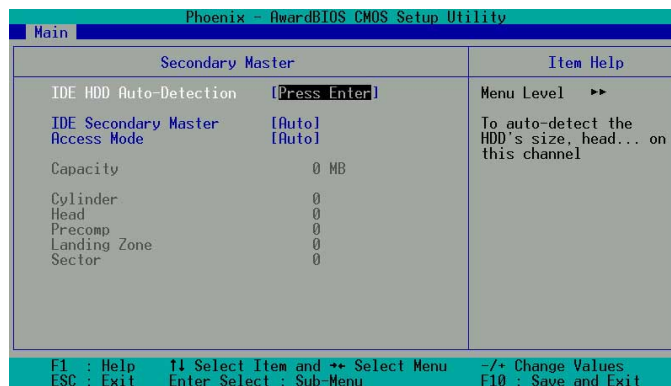 Phoenix - AwardBIOS CMOS Setup Utility
Main
Secondary Master
Item Help
IDE HDD Auto-Detection [Press Enter]
Menu Level ▸▸
IDE Secondary Master [Auto]
To auto-detect the
Access Mode [Auto]
HDD's size, head... on
this channel
Capacity 0 MB
Cylinder 0
Head 0
Precomp 0
Landing Zone 0
Sector 0
F1 : Help ↑↓ Select Item and →← Select Menu -/+ Change Values
ESC : Exit Enter Select : Sub-Menu F10 : Save and Exit